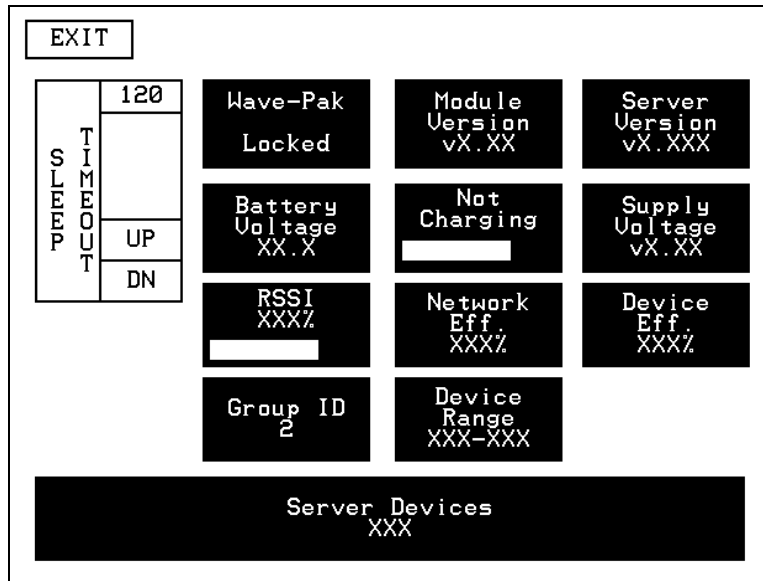 EXIT
SLEEP
TIMEOUT
120
UP
DN
Wave-Pak
Locked
Module
Version
vX.XX
Server
Version
vX.XXX
Battery
Voltage
XX.X
Not
Charging
Supply
Voltage
vX.XX
RSSI
XXX%
Network
Eff.
XXX%
Device
Eff.
XXX%
Group ID
2
Device
Range
XXX-XXX
Server Devices
XXX